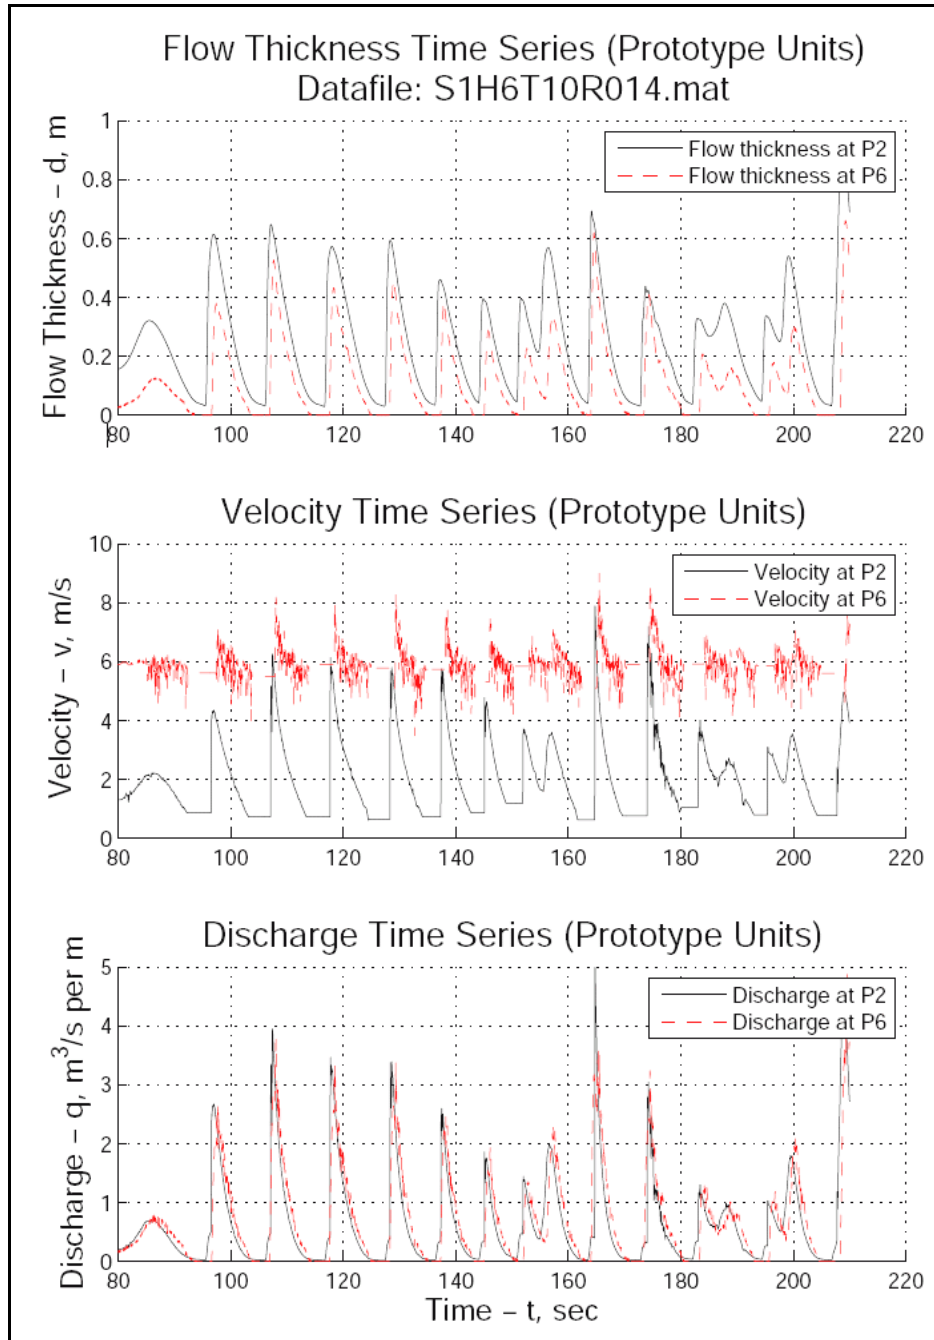 Flow Thickness Time Series (Prototype Units)
Datafile: S1H6T10R014.mat
Flow Thickness – d, m
1
0.8
0.6
0.4
0.2
0
Flow thickness at P2
Flow thickness at P6
80 100 120 140 160 180 200 220
Velocity Time Series (Prototype Units)
Velocity – v, m/s
10
8
6
4
2
0
Velocity at P2
Velocity at P6
80 100 120 140 160 180 200 220
Discharge Time Series (Prototype Units)
Discharge – q, m³/s per m
5
4
3
2
1
0
Discharge at P2
Discharge at P6
80 100 120 140 160 180 200 220
Time – t, sec